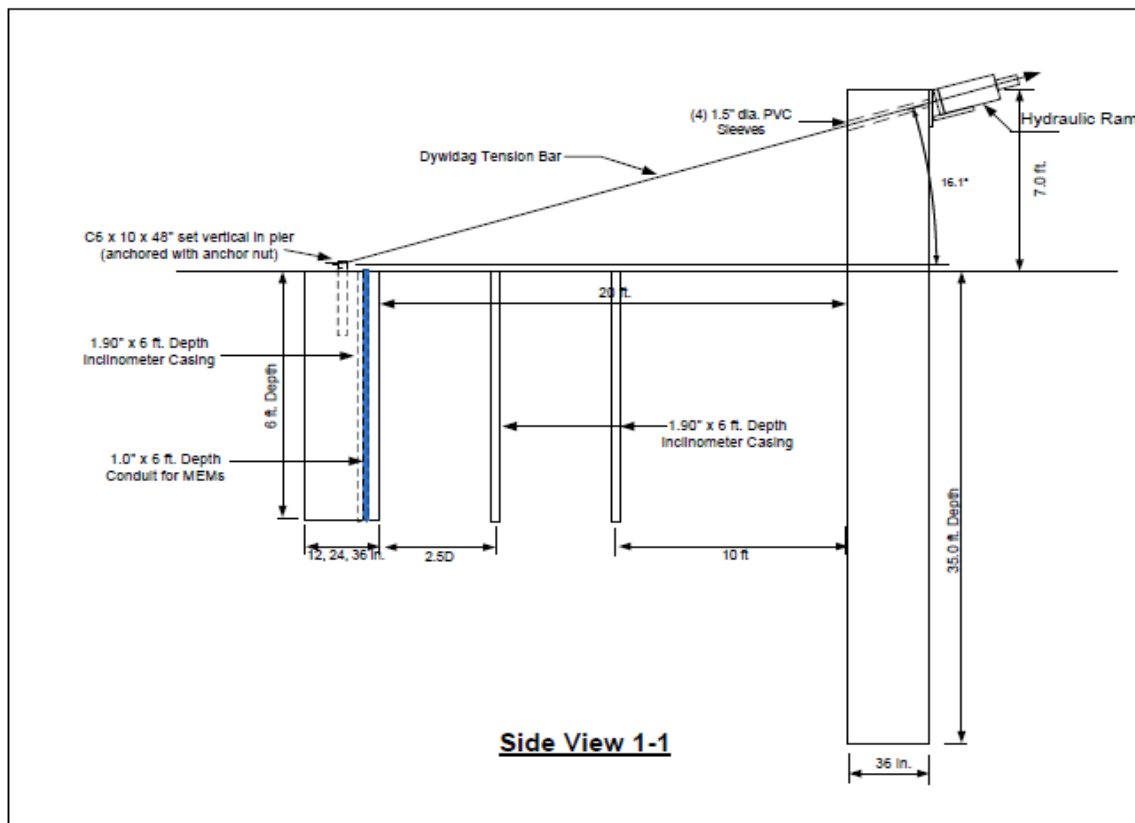 (4) 1.5" dia. PVC
Sleeves
Hydraulic Ram
Dywidag Tension Bar
16.1°
7.0 ft.
C6 x 10 x 48" set vertical in pier
(anchored with anchor nut)
20 ft.
1.90" x 6 ft. Depth
Inclinometer Casing
6 ft. Depth
1.90" x 6 ft. Depth
Inclinometer Casing
1.0" x 6 ft. Depth
Conduit for MEMs
35.0 ft. Depth
12, 24, 36 in.
2.5D
10 ft
Side View 1-1
36 in.